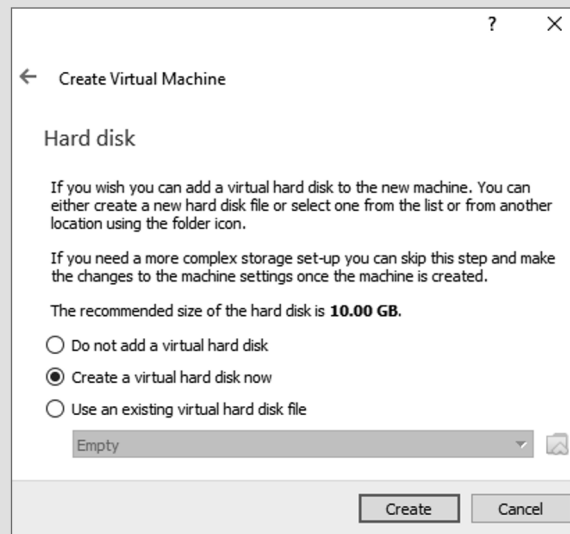 ?
Create Virtual Machine
Hard disk
If you wish you can add a virtual hard disk to the new machine. You can
either create a new hard disk file or select one from the list or from another
location using the folder icon.
If you need a more complex storage set-up you can skip this step and make
the changes to the machine settings once the machine is created.
The recommended size of the hard disk is 10.00 GB.
Do not add a virtual hard disk
Create a virtual hard disk now
Use an existing virtual hard disk file
Empty
Create Cancel